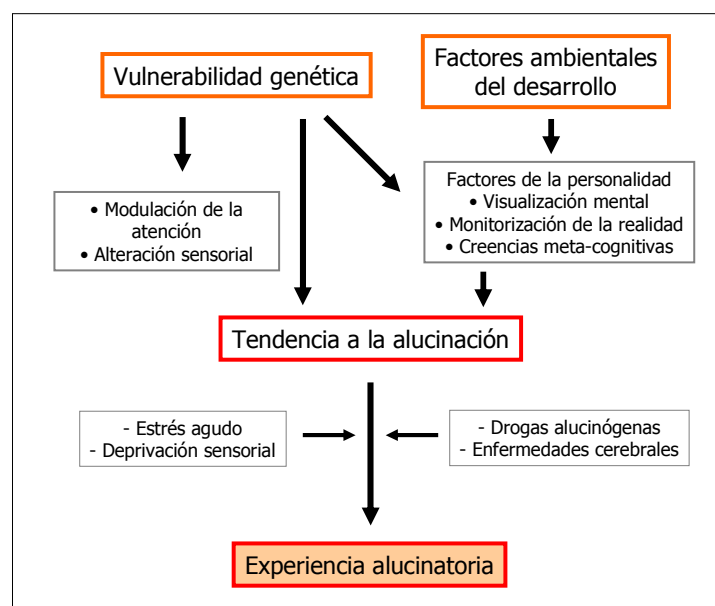 Vulnerabilidad genética
Factores ambientales
del desarrollo
• Modulación de la
atención
• Alteración sensorial
Factores de la personalidad
• Visualización mental
• Monitorización de la realidad
• Creencias meta-cognitivas
Tendencia a la alucinación
- Estrés agudo
- Deprivación sensorial
- Drogas alucinógenas
- Enfermedades cerebrales
Experiencia alucinatoria